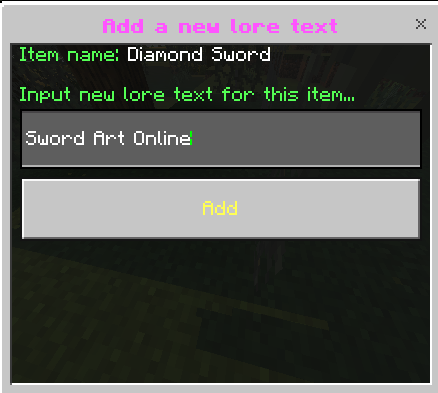 Add a new lore text
Item name: Diamond Sword
Input new lore text for this item...
Sword Art Online
Add